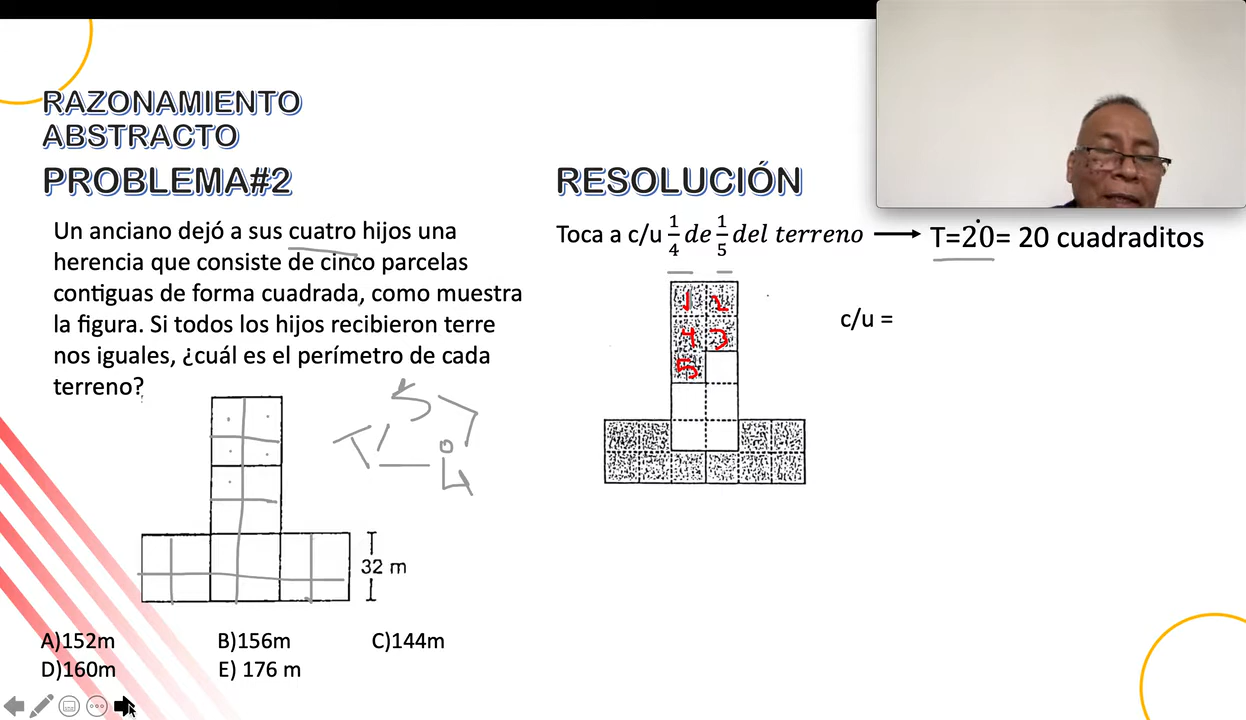 RAZONAMIENTO
ABSTRACTO
PROBLEMA#2
Un anciano dejó a sus cuatro hijos una
herencia que consiste de cinco parcelas
contiguas de forma cuadrada, como muestra
la figura. Si todos los hijos recibieron terre
nos iguales, ¿cuál es el perímetro de cada
terreno?
5
T
4
32 m
A)152m B)156m C)144m
D)160m E) 176 m
RESOLUCIÓN
Toca a c/u 1/4 de 1/5 del terreno → T=20̇= 20 cuadraditos
1 2
4 3
5
c/u =